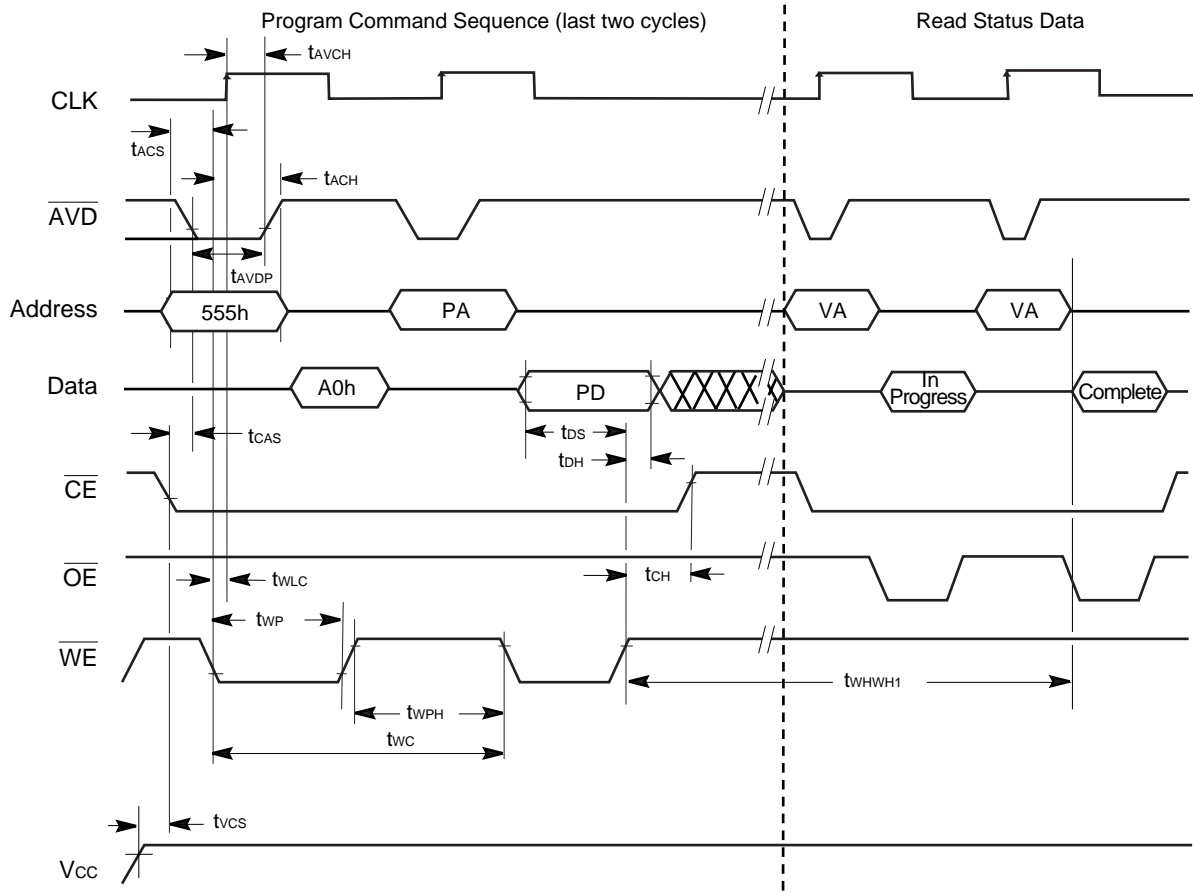 Program Command Sequence (last two cycles)
Read Status Data
tAVCH
CLK
tACS
tACH
AVD
tAVDP
Address
555h
PA
VA
VA
Data
A0h
PD
In
Progress
Complete
tCAS
tDS
tDH
CE
OE
tWLC
tCH
tWP
WE
tWHWH1
tWPH
tWC
tVCS
VCC